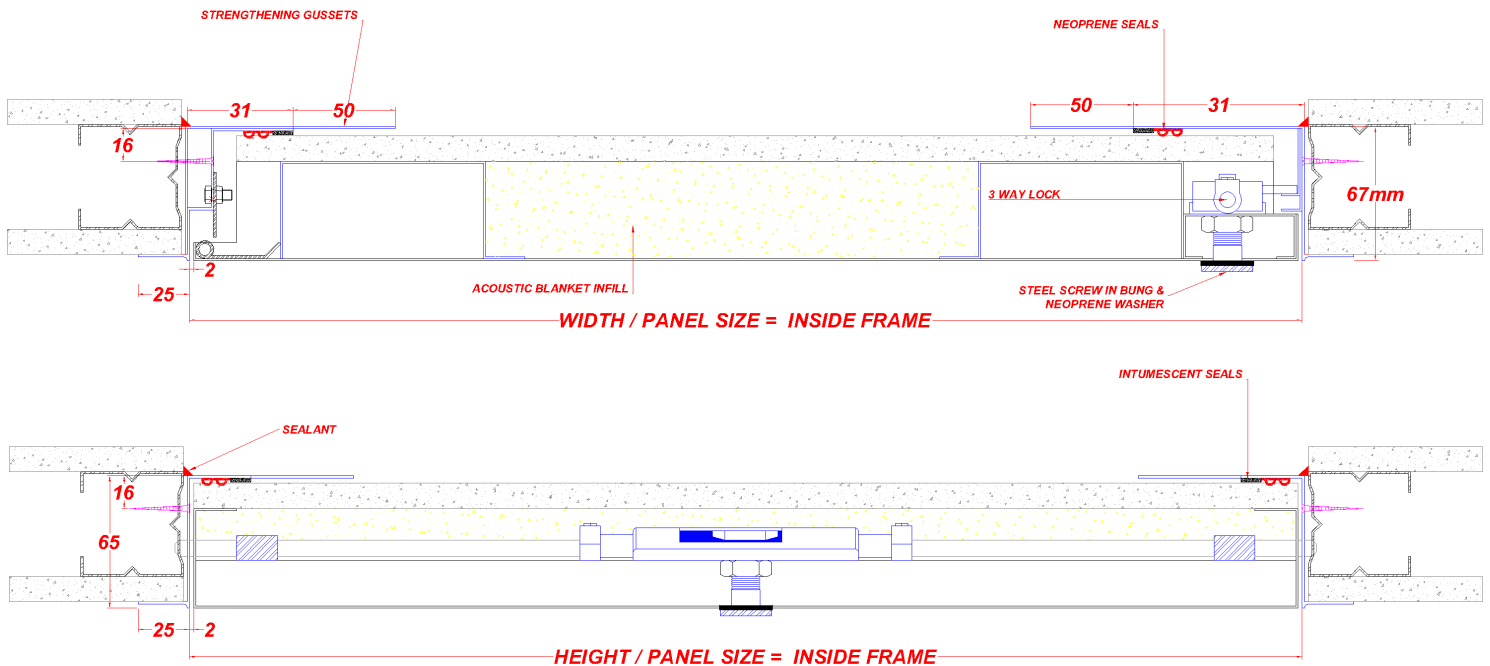 STRENGTHENING GUSSETS
NEOPRENE SEALS
31
50
50
31
16
67mm
3 WAY LOCK
2
25
ACOUSTIC BLANKET INFILL
STEEL SCREW IN BUNG &
NEOPRENE WASHER
WIDTH / PANEL SIZE = INSIDE FRAME
INTUMESCENT SEALS
SEALANT
16
65
25
2
HEIGHT / PANEL SIZE = INSIDE FRAME